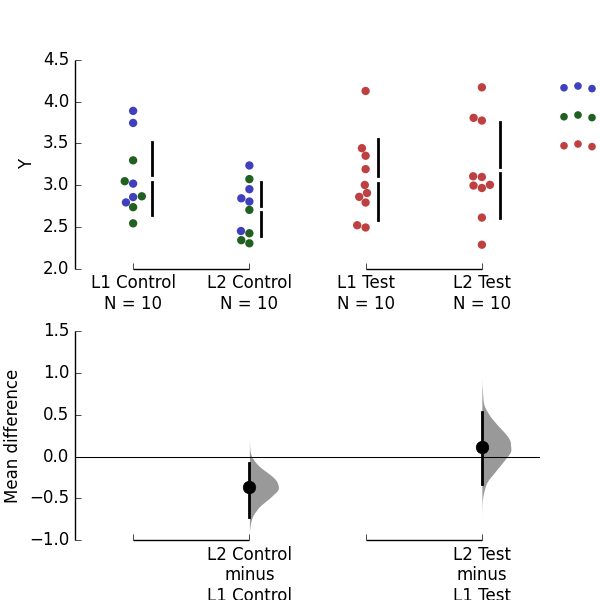 4.5
4.0
3.5
3.0
2.5
2.0
Y
L1 Control
N = 10
L2 Control
N = 10
L1 Test
N = 10
L2 Test
N = 10
1.5
1.0
0.5
0.0
−0.5
−1.0
Mean difference
L2 Control
minus
L1 Control
L2 Test
minus
L1 Test